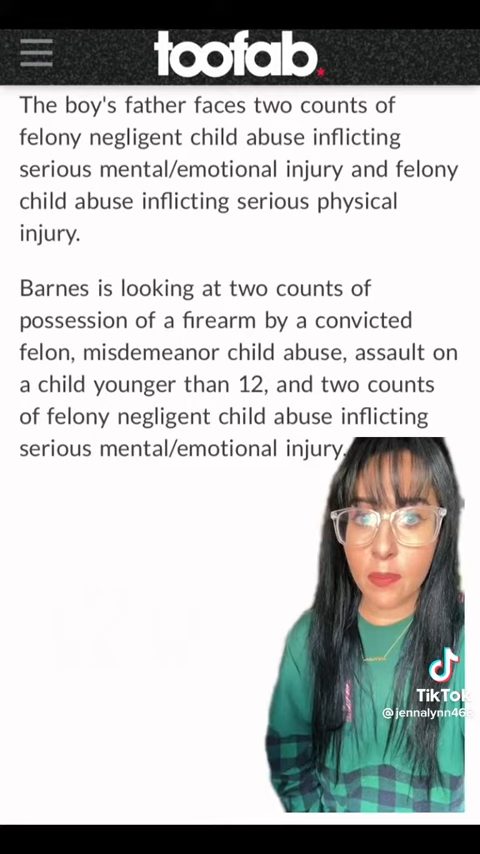 toofab
The boy's father faces two counts of
felony negligent child abuse inflicting
serious mental/emotional injury and felony
child abuse inflicting serious physical
injury.
Barnes is looking at two counts of
possession of a firearm by a convicted
felon, misdemeanor child abuse, assault on
a child younger than 12, and two counts
of felony negligent child abuse inflicting
serious mental/emotional injury.
TikTok